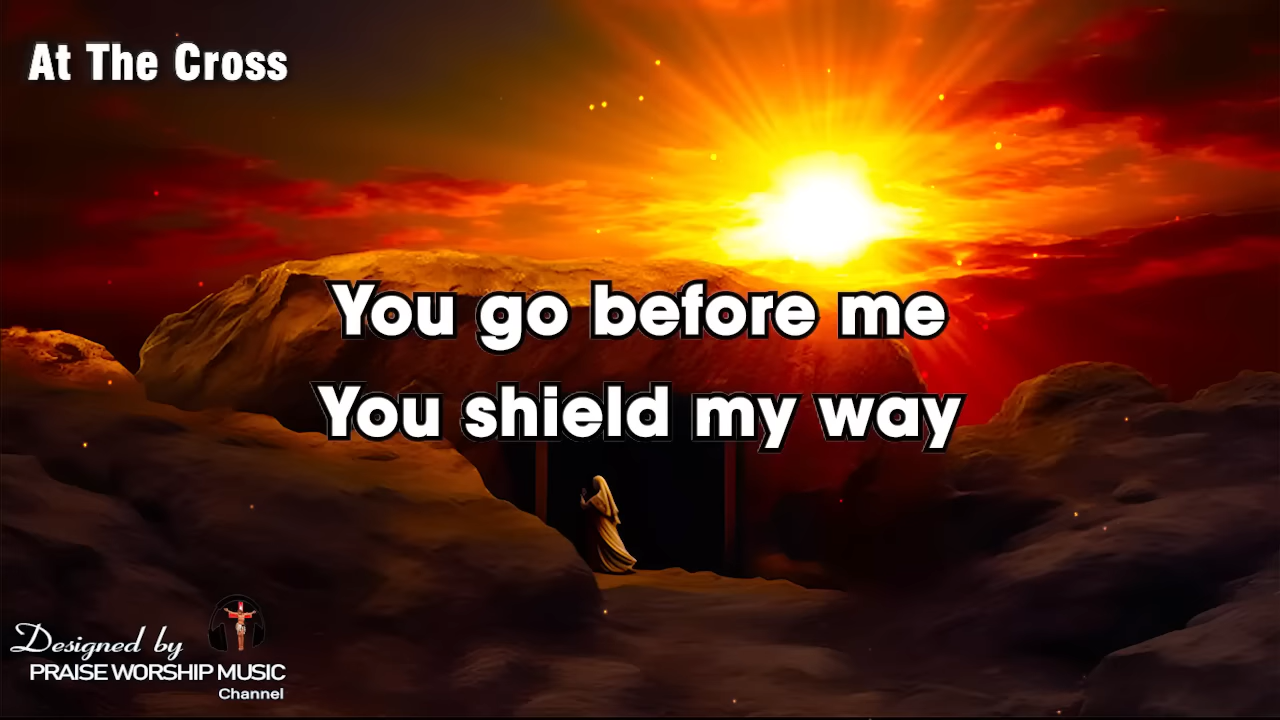 At The Cross
You go before me
You shield my way
Designed by
PRAISE WORSHIP MUSIC
Channel